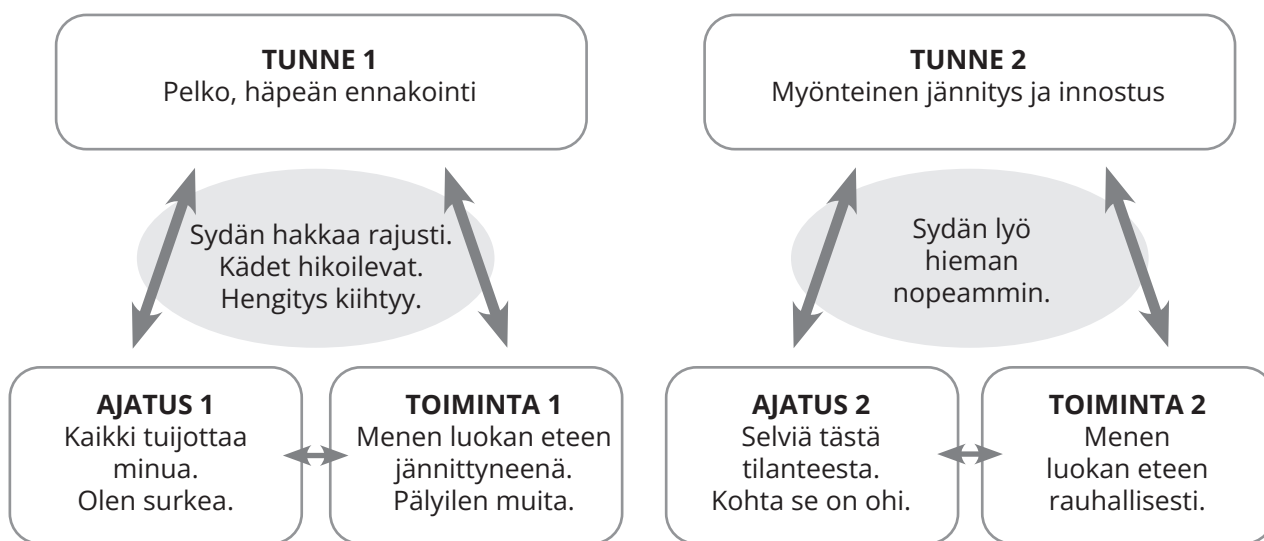 TUNNE 1
Pelko, häpeän ennakointi
Sydän hakkaa rajusti.
Kädet hikoilevat.
Hengitys kiihtyy.
AJATUS 1
Kaikki tuijottaa
minua.
Olen surkea.
TOIMINTA 1
Menen luokan eteen
jännittyneenä.
Pälyilen muita.
TUNNE 2
Myönteinen jännitys ja innostus
Sydän lyö
hieman
nopeammin.
AJATUS 2
Selviä tästä
tilanteesta.
Kohta se on ohi.
TOIMINTA 2
Menen
luokan eteen
rauhallisesti.